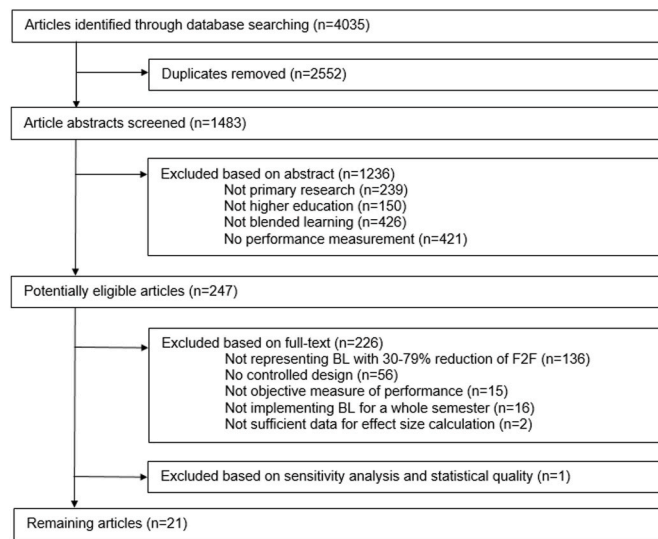 Articles identified through database searching (n=4035)
Duplicates removed (n=2552)
Article abstracts screened (n=1483)
Excluded based on abstract (n=1236)
Not primary research (n=239)
Not higher education (n=150)
Not blended learning (n=426)
No performance measurement (n=421)
Potentially eligible articles (n=247)
Excluded based on full-text (n=226)
Not representing BL with 30-79% reduction of F2F (n=136)
No controlled design (n=56)
Not objective measure of performance (n=15)
Not implementing BL for a whole semester (n=16)
Not sufficient data for effect size calculation (n=2)
Excluded based on sensitivity analysis and statistical quality (n=1)
Remaining articles (n=21)